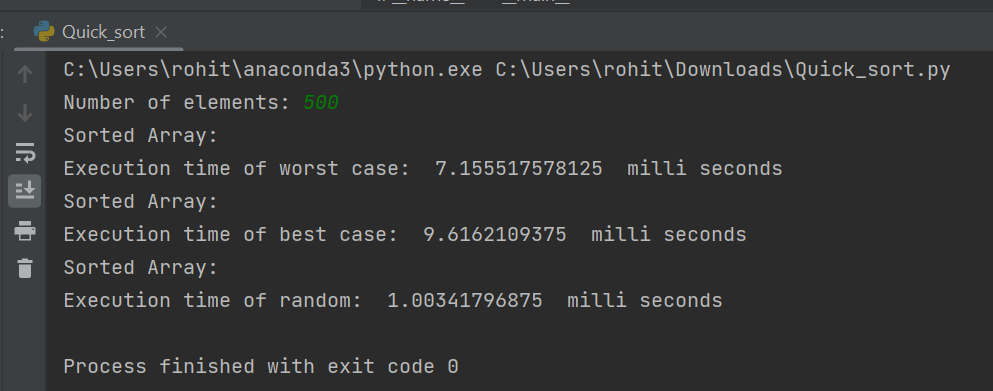 Quick_sort
C:\Users\rohit\anaconda3\python.exe C:\Users\rohit\Downloads\Quick_sort.py
Number of elements: 500
Sorted Array:
Execution time of worst case:  7.155517578125  milli seconds
Sorted Array:
Execution time of best case:  9.6162109375  milli seconds
Sorted Array:
Execution time of random:  1.00341796875  milli seconds
Process finished with exit code 0